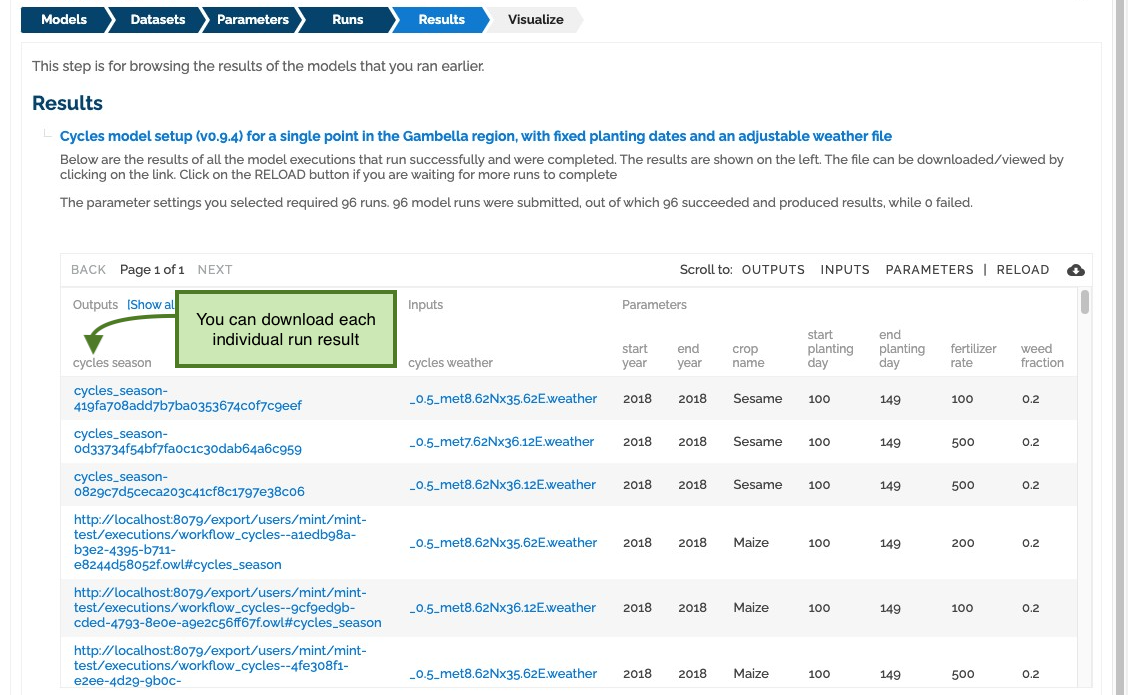 Models Datasets Parameters Runs Results Visualize
This step is for browsing the results of the models that you ran earlier.
Results
Cycles model setup (v0.9.4) for a single point in the Gambella region, with fixed planting dates and an adjustable weather file
Below are the results of all the model executions that run successfully and were completed. The results are shown on the left. The file can be downloaded/viewed by
clicking on the link. Click on the RELOAD button if you are waiting for more runs to complete
The parameter settings you selected required 96 runs. 96 model runs were submitted, out of which 96 succeeded and produced results, while 0 failed.
BACK Page 1 of 1 NEXT Scroll to: OUTPUTS INPUTS PARAMETERS | RELOAD
Outputs [Show al Inputs Parameters
You can download each
individual run result
cycles season cycles weather
start
year
end
year
crop
name
start
planting
day
end
planting
day
fertilizer
rate
weed
fraction
cycles_season-
419fa708add7b7ba0353674c0f7c9eef
_0.5_met8.62Nx35.62E.weather 2018 2018 Sesame 100 149 100 0.2
cycles_season-
0d33734f54bf7fa0c1c30dab64a6c959
_0.5_met7.62Nx36.12E.weather 2018 2018 Sesame 100 149 500 0.2
cycles_season-
0829c7d5ceca203c41cf8c1797e38c06
_0.5_met8.62Nx36.12E.weather 2018 2018 Sesame 100 149 500 0.2
http://localhost:8079/export/users/mint/mint-
test/executions/workflow_cycles--a1edb98a-
b3e2-4395-b711-
e8244d58052f.owl#cycles_season
_0.5_met8.62Nx35.62E.weather 2018 2018 Maize 100 149 200 0.2
http://localhost:8079/export/users/mint/mint-
test/executions/workflow_cycles--9cf9ed9b-
cded-4793-8e0e-a9e2c56ff67f.owl#cycles_season
_0.5_met8.62Nx36.12E.weather 2018 2018 Maize 100 149 100 0.2
http://localhost:8079/export/users/mint/mint-
test/executions/workflow_cycles--4fe308f1-
e2ee-4d29-9b0c-
_0.5_met8.62Nx36.12E.weather 2018 2018 Maize 100 149 500 0.2